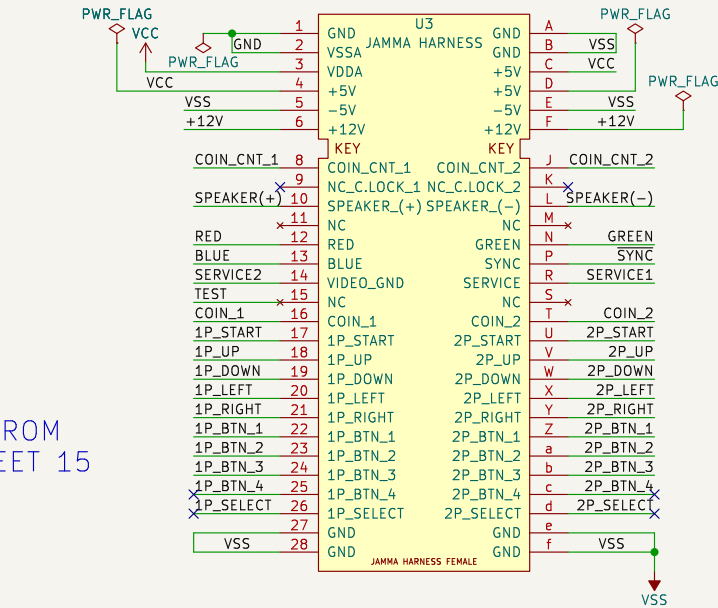 PWR_FLAG U3 PWR_FLAG
VCC 1 GND GND A
GND 2 VSSA JAMMA HARNESS GND B VSS
PWR_FLAG 3 VDDA +5V C VCC
VCC 4 +5V +5V D PWR_FLAG
VSS 5 -5V -5V E VSS
+12V 6 +12V +12V F +12V
KEY KEY
COIN_CNT_1 8 COIN_CNT_1 COIN_CNT_2 J COIN_CNT_2
9 NC_C.LOCK_1 NC_C.LOCK_2 K
SPEAKER(+) 10 SPEAKER_(+) SPEAKER_(-) L SPEAKER(-)
11 NC NC M
RED 12 RED GREEN N GREEN
BLUE 13 BLUE SYNC P SYNC
SERVICE2 14 VIDEO_GND SERVICE R SERVICE1
TEST 15 NC NC S
COIN_1 16 COIN_1 COIN_2 T COIN_2
1P_START 17 1P_START 2P_START U 2P_START
1P_UP 18 1P_UP 2P_UP V 2P_UP
1P_DOWN 19 1P_DOWN 2P_DOWN W 2P_DOWN
1P_LEFT 20 1P_LEFT 2P_LEFT X 2P_LEFT
1P_RIGHT 21 1P_RIGHT 2P_RIGHT Y 2P_RIGHT
1P_BTN_1 22 1P_BTN_1 2P_BTN_1 Z 2P_BTN_1
1P_BTN_2 23 1P_BTN_2 2P_BTN_2 a 2P_BTN_2
1P_BTN_3 24 1P_BTN_3 2P_BTN_3 b 2P_BTN_3
1P_BTN_4 25 1P_BTN_4 2P_BTN_4 c 2P_BTN_4
1P_SELECT 26 1P_SELECT 2P_SELECT d 2P_SELECT
27 GND GND e
VSS 28 GND GND f VSS
JAMMA HARNESS FEMALE
VSS
ROM
EET 15